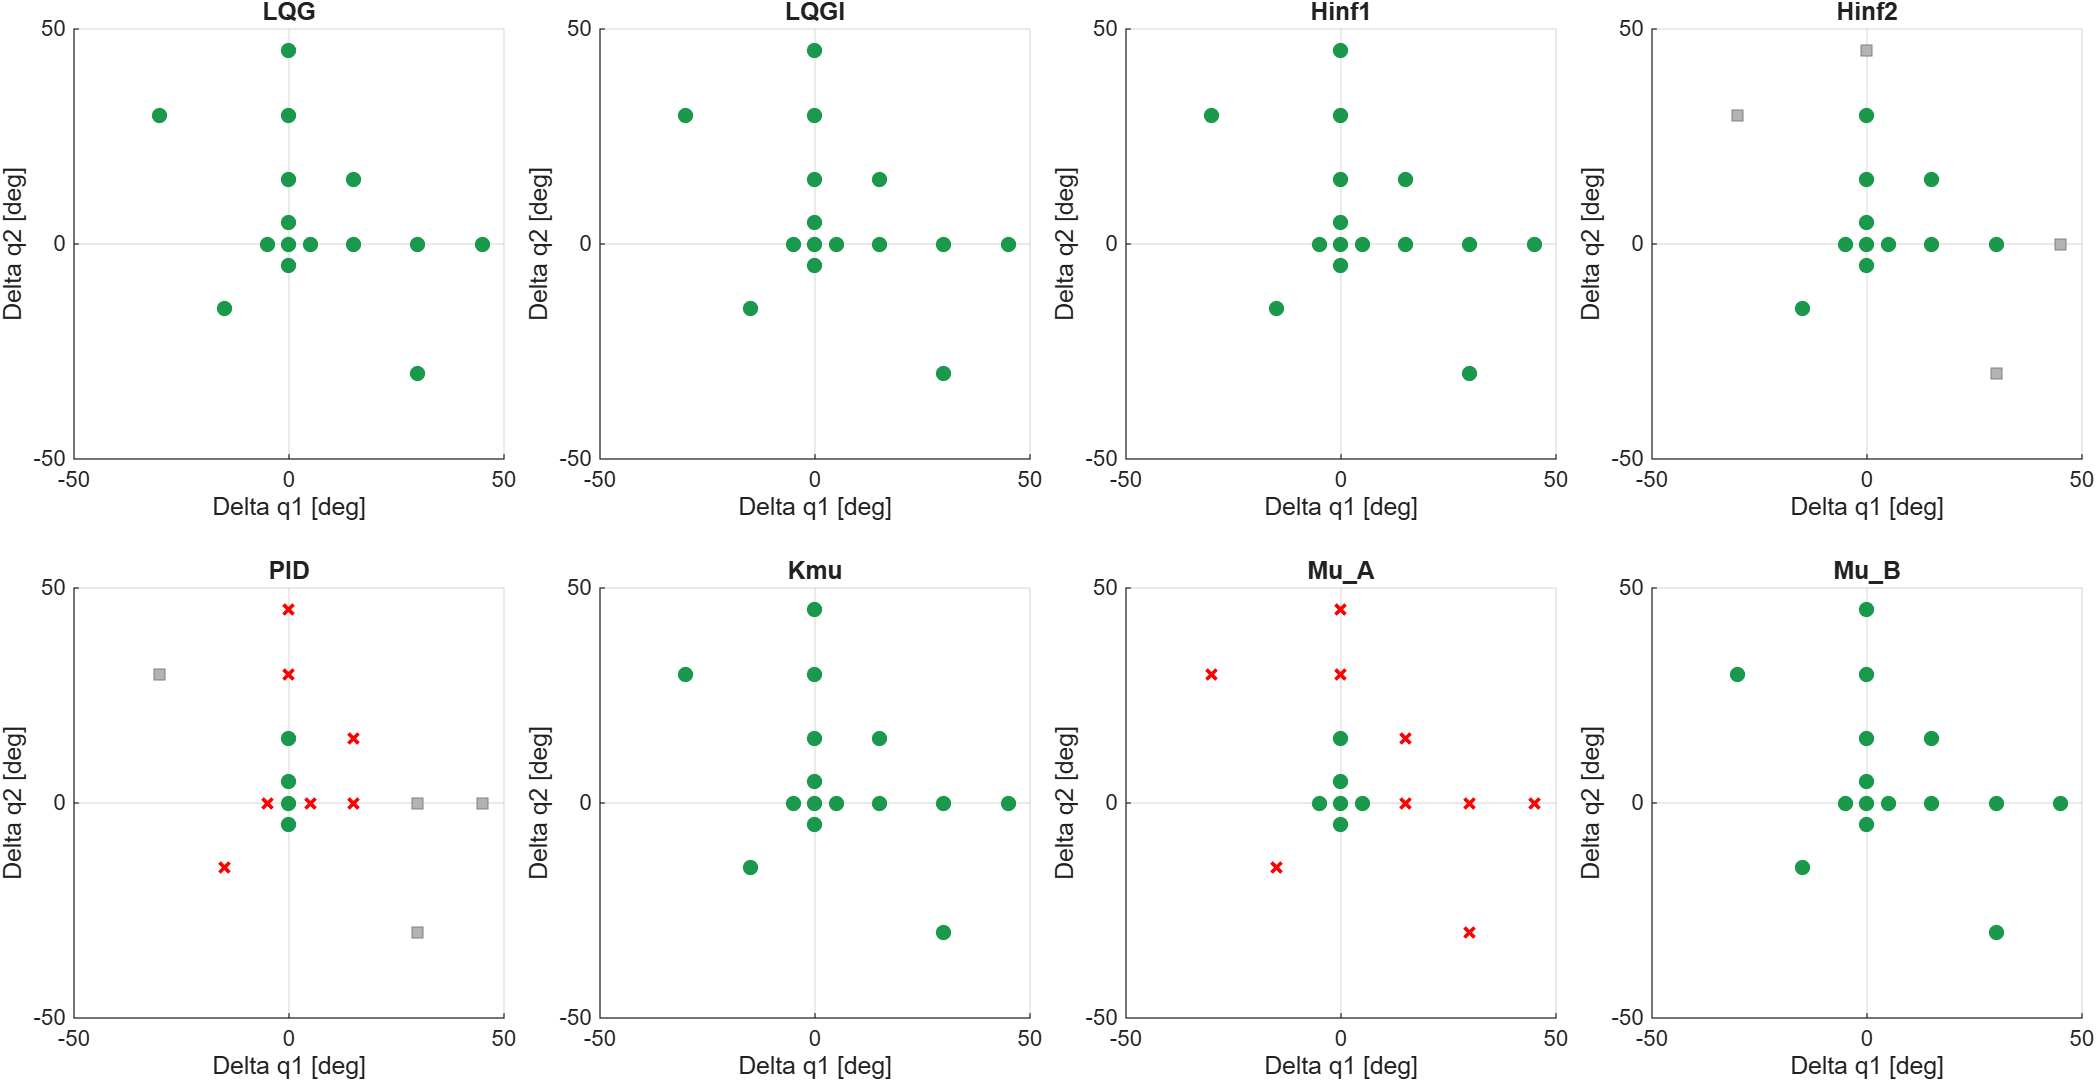 LQG
50
0
-50
-50 0 50
Delta q1 [deg]
Delta q2 [deg]
LQGI
50
0
-50
-50 0 50
Delta q1 [deg]
Delta q2 [deg]
Hinf1
50
0
-50
-50 0 50
Delta q1 [deg]
Delta q2 [deg]
Hinf2
50
0
-50
-50 0 50
Delta q1 [deg]
Delta q2 [deg]
PID
50
0
-50
-50 0 50
Delta q1 [deg]
Delta q2 [deg]
Kmu
50
0
-50
-50 0 50
Delta q1 [deg]
Delta q2 [deg]
Mu_A
50
0
-50
-50 0 50
Delta q1 [deg]
Delta q2 [deg]
Mu_B
50
0
-50
-50 0 50
Delta q1 [deg]
Delta q2 [deg]